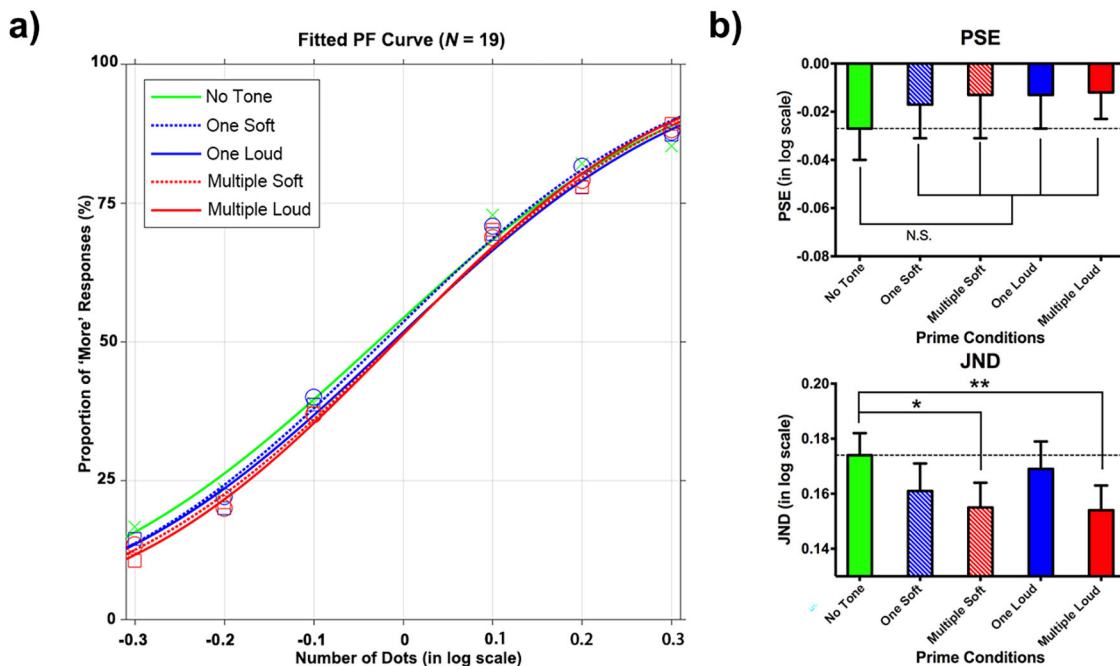 a)
Fitted PF Curve (N = 19)
100
75
50
25
0
Proportion of 'More' Responses (%)
No Tone
One Soft
One Loud
Multiple Soft
Multiple Loud
-0.3
-0.2
-0.1
0
0.1
0.2
0.3
Number of Dots (in log scale)
b)
PSE
0.00
-0.02
-0.04
-0.06
-0.08
PSE (in log scale)
N.S.
No Tone
One Soft
Multiple Soft
One Loud
Multiple Loud
Prime Conditions
JND
0.20
0.18
0.16
0.14
JND (in log scale)
*
**
No Tone
One Soft
Multiple Soft
One Loud
Multiple Loud
Prime Conditions